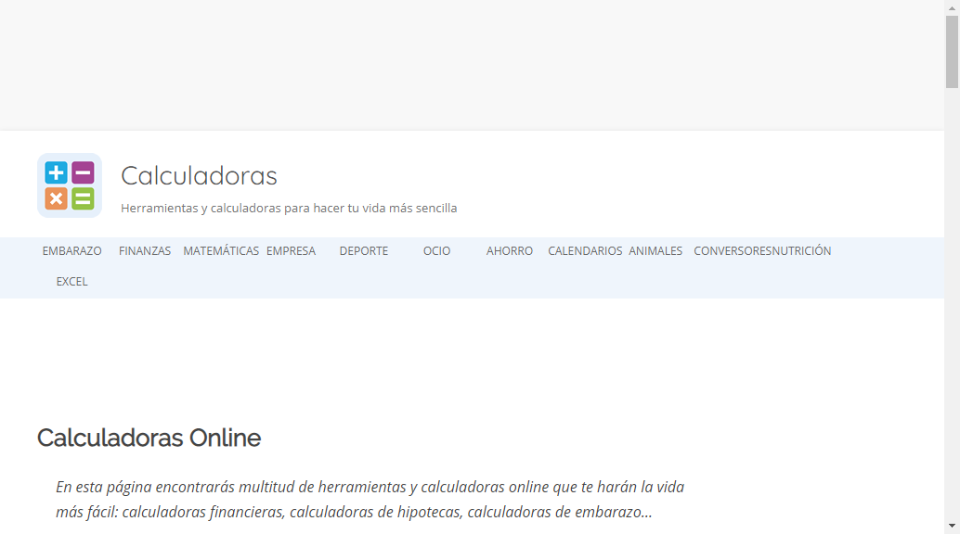 Calculadoras
Herramientas y calculadoras para hacer tu vida más sencilla
EMBARAZO FINANZAS MATEMÁTICAS EMPRESA DEPORTE OCIO AHORRO CALENDARIOS ANIMALES CONVERSORESNUTRICIÓN
EXCEL
Calculadoras Online
En esta página encontrarás multitud de herramientas y calculadoras online que te harán la vida
más fácil: calculadoras financieras, calculadoras de hipotecas, calculadoras de embarazo...